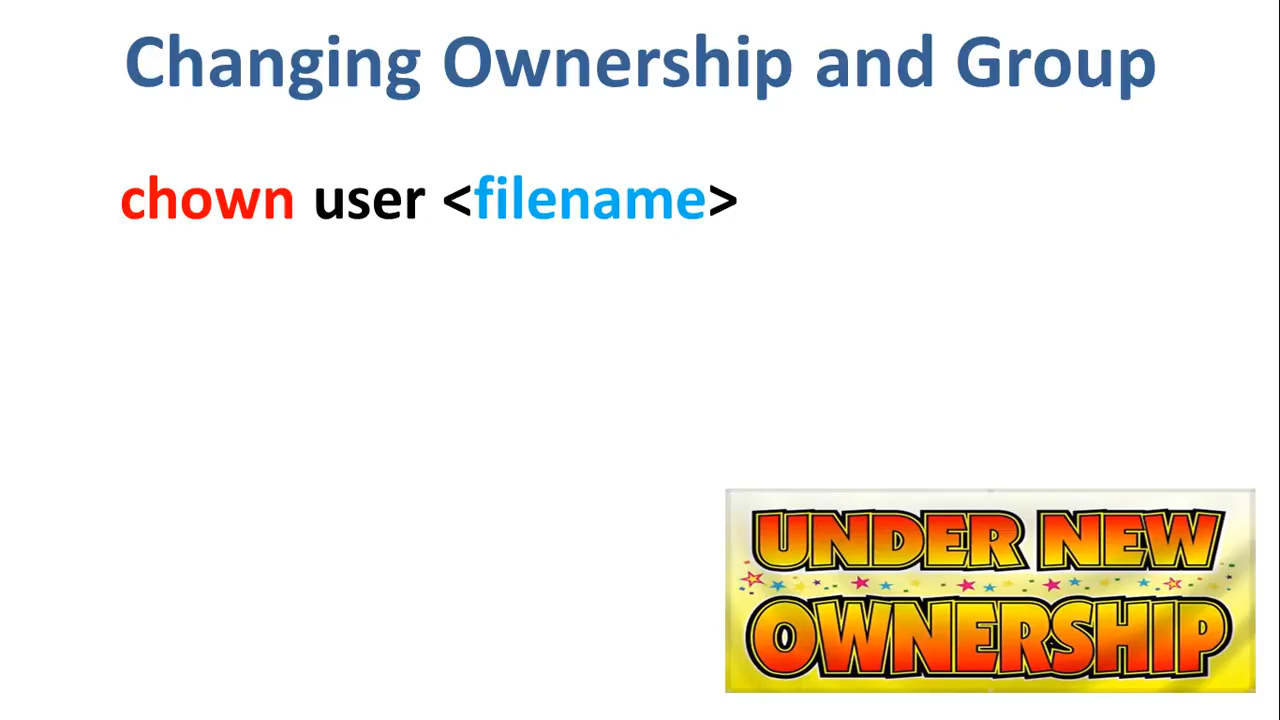 Changing Ownership and Group
chown user <filename>
UNDER NEW
OWNERSHIP